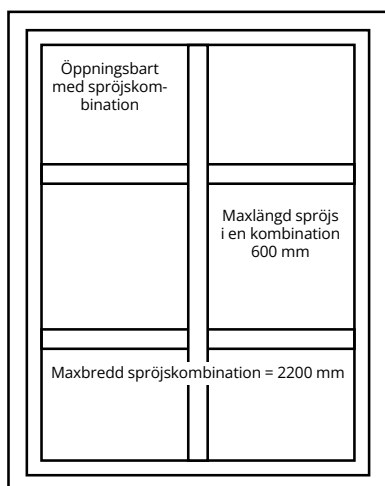 Öppningsbart
med spröjskom-
bination
Maxlängd spröjs
i en kombination
600 mm
Maxbredd spröjskombination = 2200 mm